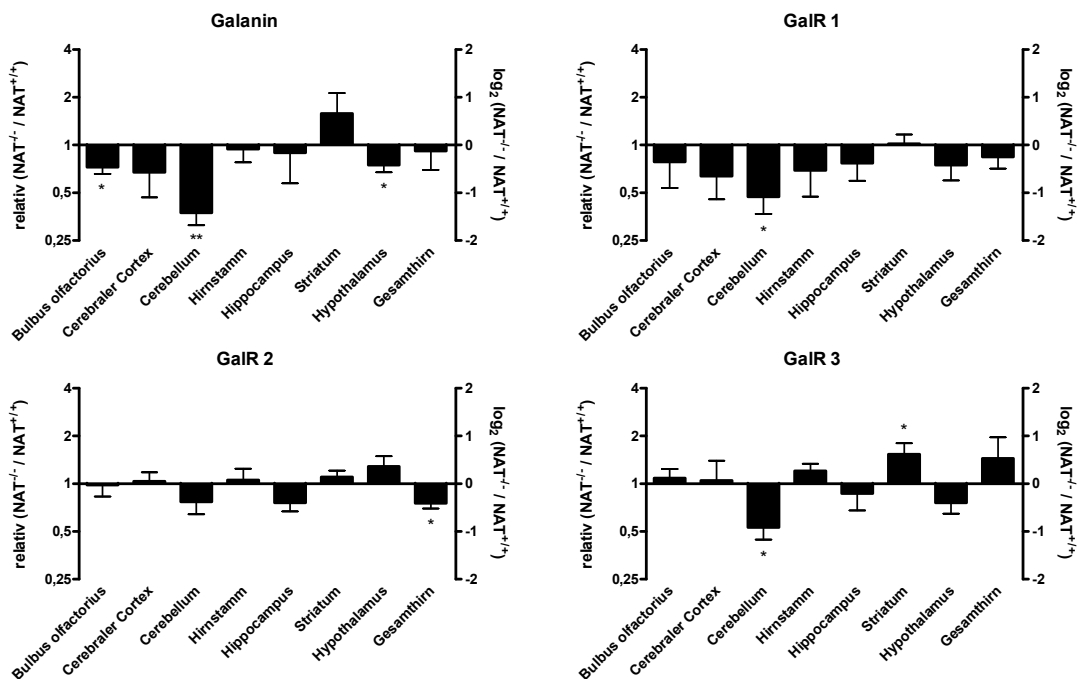 Galanin
relativ (NAT-/- / NAT+/+)
4
2
1
0,5
0,25
2
1
0
-1
-2
log2 (NAT-/- / NAT+/+)
*
**
*
Bulbus olfactorius
Cerebraler Cortex
Cerebellum
Hirnstamm
Hippocampus
Striatum
Hypothalamus
Gesamthirn
GalR 1
relativ (NAT-/- / NAT+/+)
4
2
1
0,5
0,25
2
1
0
-1
-2
log2 (NAT-/- / NAT+/+)
*
Bulbus olfactorius
Cerebraler Cortex
Cerebellum
Hirnstamm
Hippocampus
Striatum
Hypothalamus
Gesamthirn
GalR 2
relativ (NAT-/- / NAT+/+)
4
2
1
0,5
0,25
2
1
0
-1
-2
log2 (NAT-/- / NAT+/+)
*
Bulbus olfactorius
Cerebraler Cortex
Cerebellum
Hirnstamm
Hippocampus
Striatum
Hypothalamus
Gesamthirn
GalR 3
relativ (NAT-/- / NAT+/+)
4
2
1
0,5
0,25
2
1
0
-1
-2
log2 (NAT-/- / NAT+/+)
*
*
Bulbus olfactorius
Cerebraler Cortex
Cerebellum
Hirnstamm
Hippocampus
Striatum
Hypothalamus
Gesamthirn